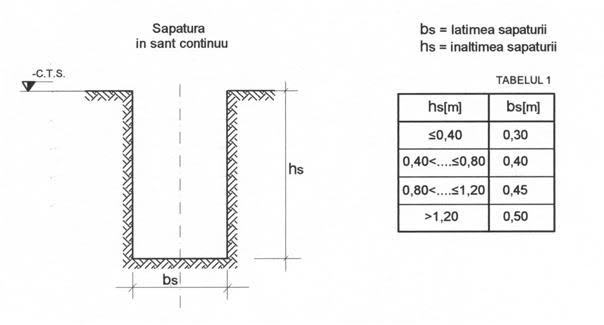 Sapatura
in sant continuu
-C.T.S.
hs
bs
bs = latimea sapaturii
hs = inaltimea sapaturii
TABELUL 1
hs[m] bs[m]
≤0,40 0,30
0,40<....≤0,80 0,40
0,80<....≤1,20 0,45
>1,20 0,50